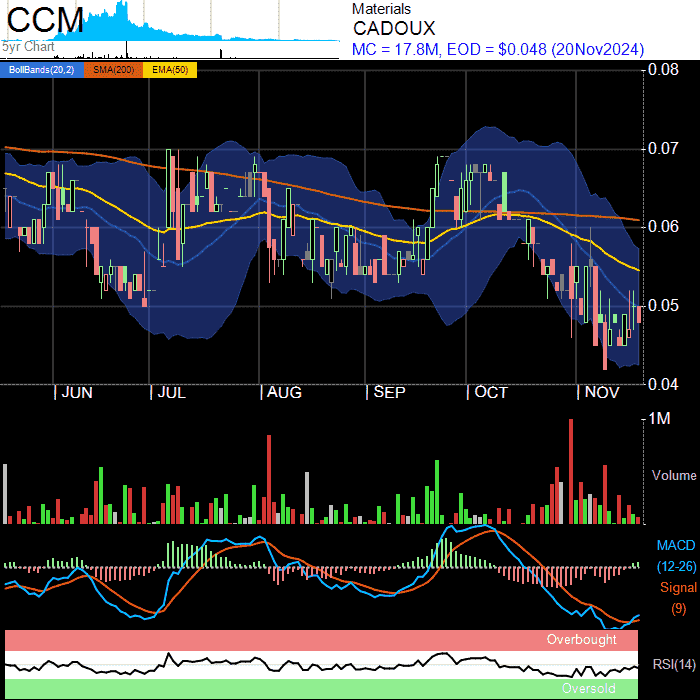 CCM
5yr Chart
Materials
CADOUX
MC = 17.8M, EOD = $0.048 (20Nov2024)
BollBands(20,2) SMA(200) EMA(50)
0.08
0.07
0.06
0.05
0.04
JUN JUL AUG SEP OCT NOV
1M
Volume
MACD
(12-26)
Signal
(9)
Overbought
RSI(14)
Oversold